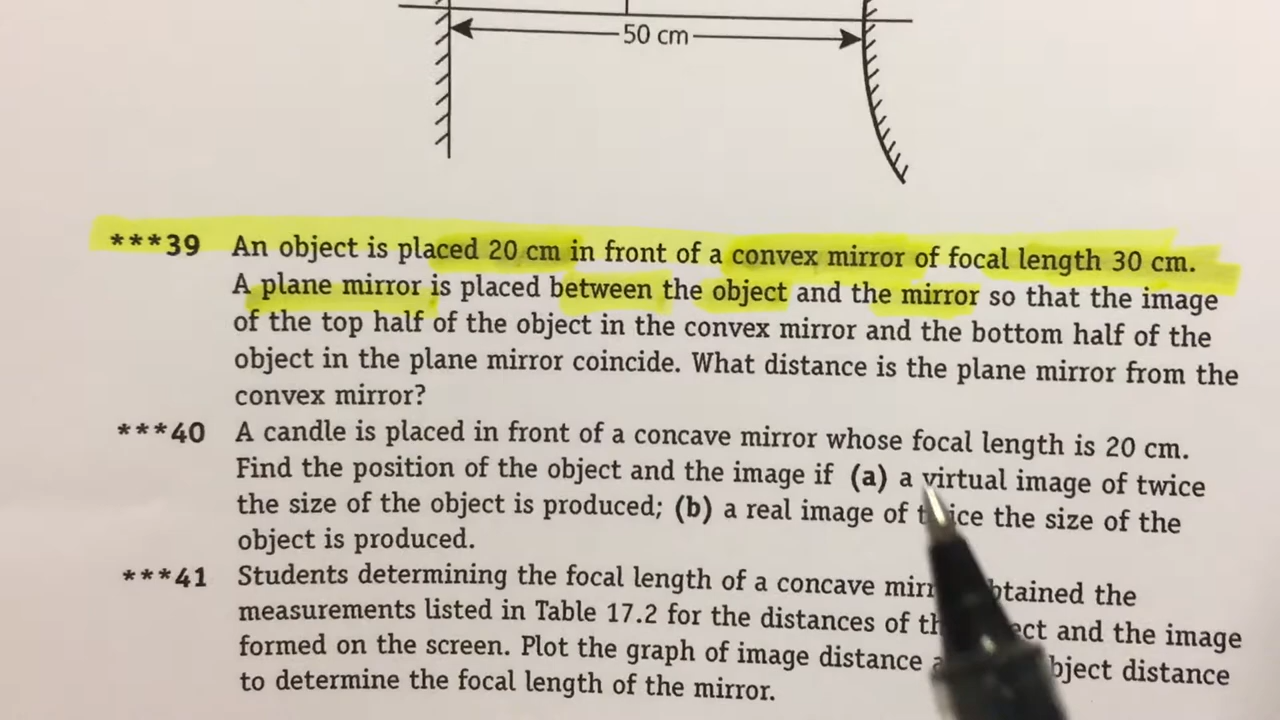 50 cm
***39 An object is placed 20 cm in front of a convex mirror of focal length 30 cm.
A plane mirror is placed between the object and the mirror so that the image
of the top half of the object in the convex mirror and the bottom half of the
object in the plane mirror coincide. What distance is the plane mirror from the
convex mirror?
***40 A candle is placed in front of a concave mirror whose focal length is 20 cm.
Find the position of the object and the image if (a) a virtual image of twice
the size of the object is produced; (b) a real image of twice the size of the
object is produced.
***41 Students determining the focal length of a concave mirror obtained the
measurements listed in Table 17.2 for the distances of the object and the image
formed on the screen. Plot the graph of image distance object distance
to determine the focal length of the mirror.